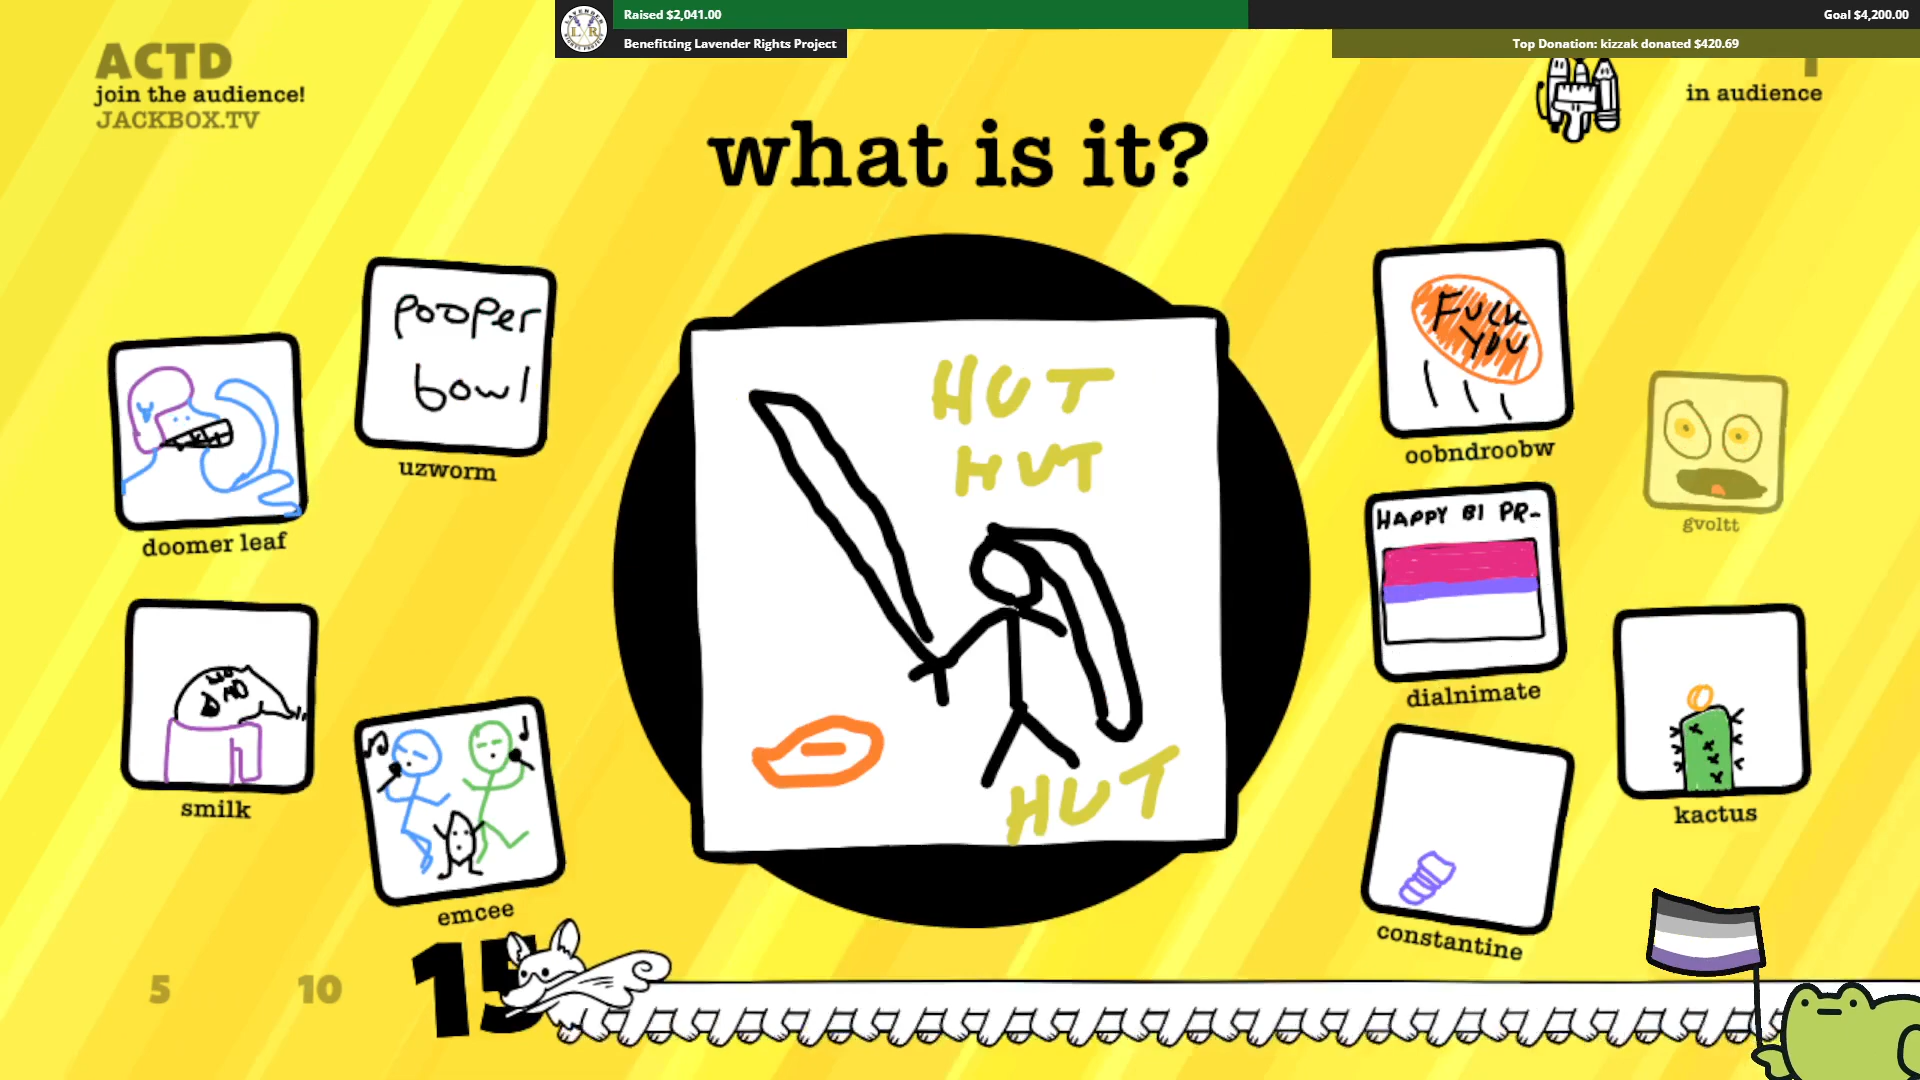 Raised $2,041.00
Goal $4,200.00
Benefitting Lavender Rights Project
Top Donation: kizzak donated $420.69
ACTD
join the audience!
JACKBOX.TV
in audience
what is it?
pooper
bowl
uzworm
doomer leaf
smilk
emcee
HUT
HUT
HUT
FUCK
YOU
oobndroobw
gvoltt
HAPPY BI PR-
dialnimate
kactus
constantine
5
10
15